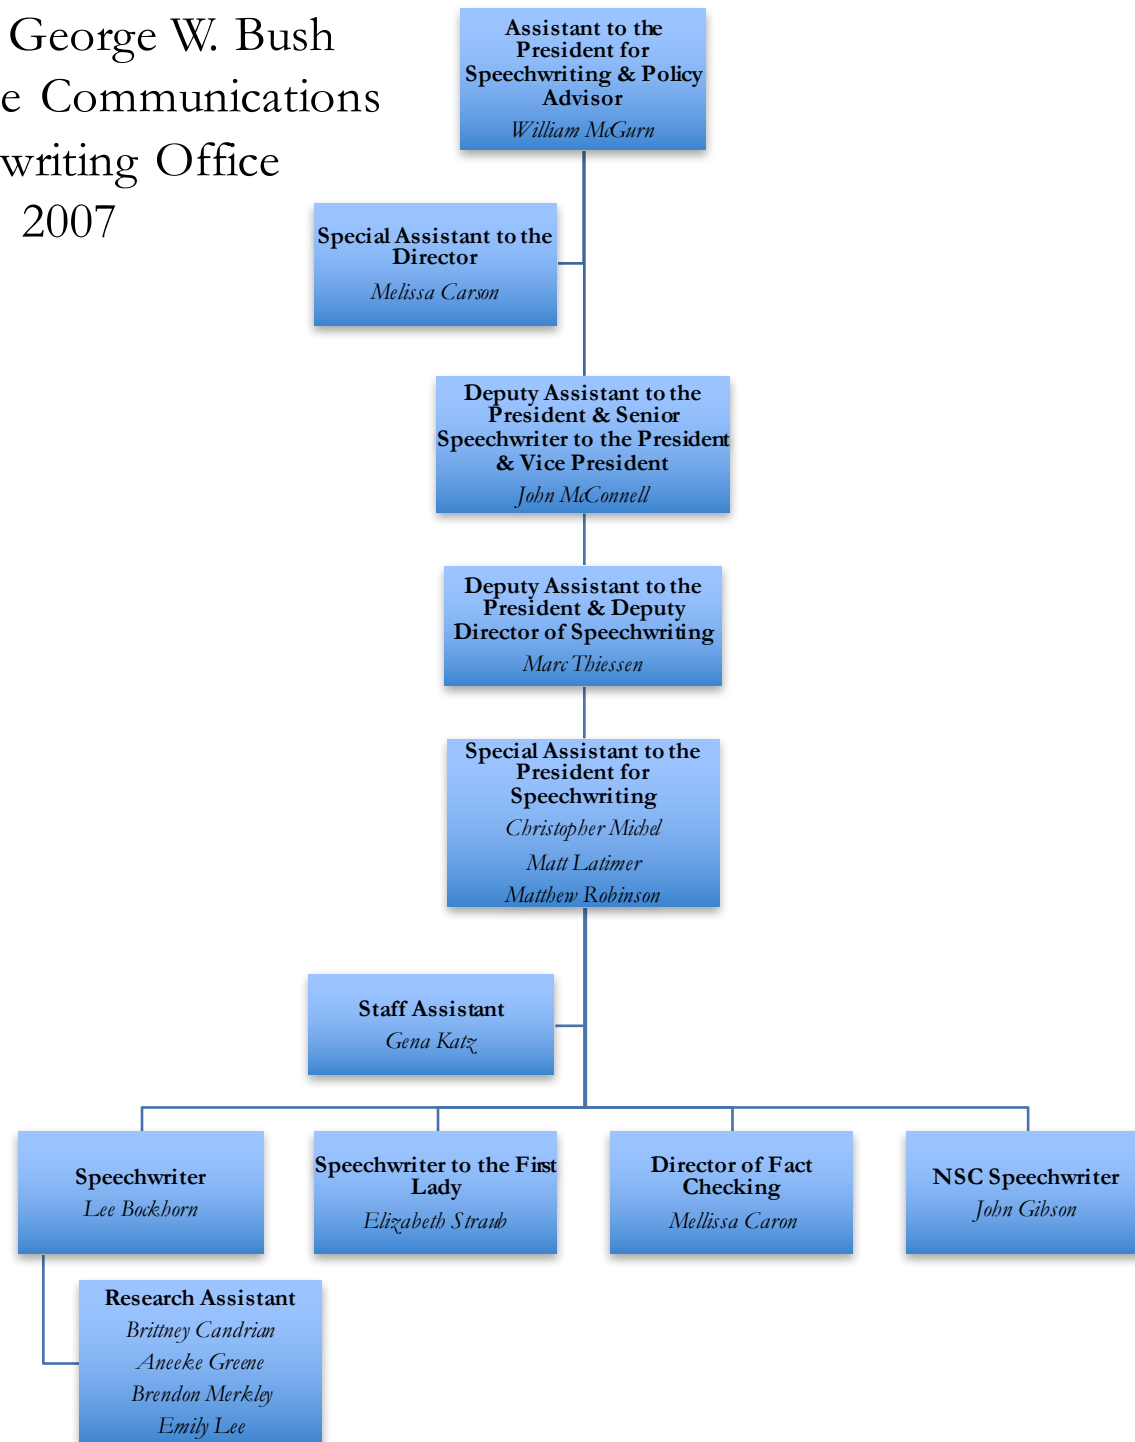 George W. Bush
e Communications
writing Office
2007
Assistant to the
President for
Speechwriting & Policy
Advisor
William McGurn
Special Assistant to the
Director
Melissa Carson
Deputy Assistant to the
President & Senior
Speechwriter to the President
& Vice President
John McConnell
Deputy Assistant to the
President & Deputy
Director of Speechwriting
Marc Thiessen
Special Assistant to the
President for
Speechwriting
Christopher Michel
Matt Latimer
Matthew Robinson
Staff Assistant
Gena Katz
Speechwriter
Lee Bockhorn
Speechwriter to the First
Lady
Elizabeth Straub
Director of Fact
Checking
Mellissa Caron
NSC Speechwriter
John Gibson
Research Assistant
Brittney Candrian
Aneeke Greene
Brendon Merkley
Emily Lee